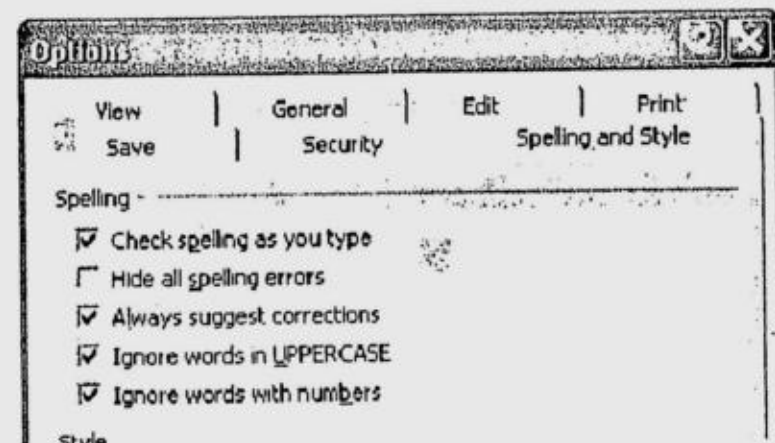 Options
View General Edit Print
Save Security Spelling and Style
Spelling
Check spelling as you type
Hide all spelling errors
Always suggest corrections
Ignore words in UPPERCASE
Ignore words with numbers
Style